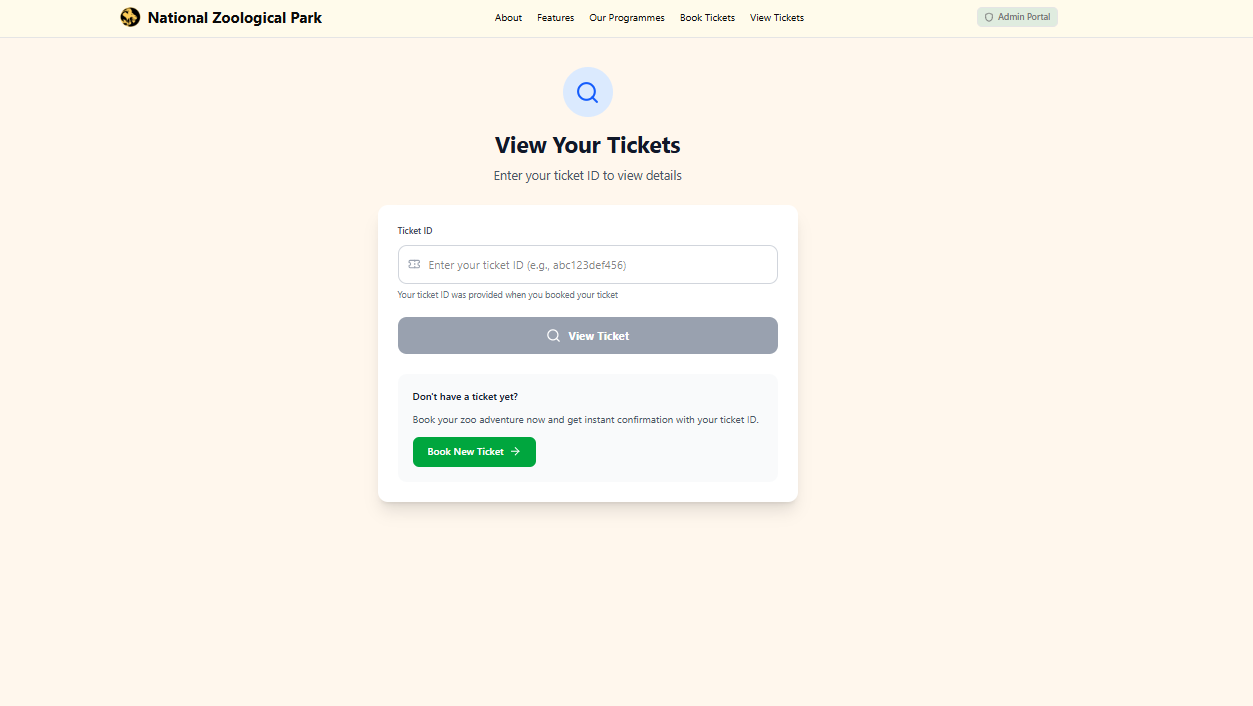 National Zoological Park
About
Features
Our Programmes
Book Tickets
View Tickets
Admin Portal
View Your Tickets
Enter your ticket ID to view details
Ticket ID
Enter your ticket ID (e.g., abc123def456)
Your ticket ID was provided when you booked your ticket
View Ticket
Don't have a ticket yet?
Book your zoo adventure now and get instant confirmation with your ticket ID.
Book New Ticket